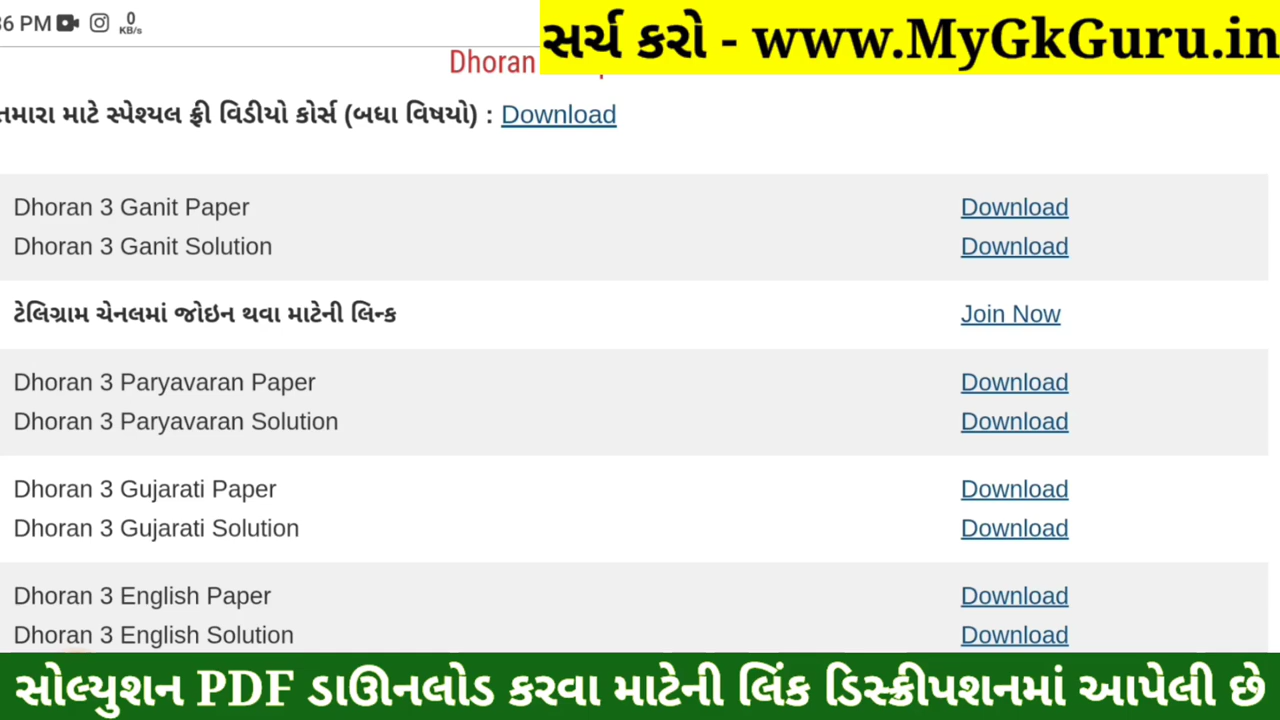 36 PM 0 KB/s
સર્ચ કરો - www.MyGkGuru.in
Dhoran
તમારા માટે સ્પેશ્યલ ફ્રી વિડીયો કોર્સ (બધા વિષયો) : Download
Dhoran 3 Ganit Paper Download
Dhoran 3 Ganit Solution Download
ટેલિગ્રામ ચેનલમાં જોઇન થવા માટેની લિન્ક Join Now
Dhoran 3 Paryavaran Paper Download
Dhoran 3 Paryavaran Solution Download
Dhoran 3 Gujarati Paper Download
Dhoran 3 Gujarati Solution Download
Dhoran 3 English Paper Download
Dhoran 3 English Solution Download
સોલ્યુશન PDF ડાઊનલોડ કરવા માટેની લિંક ડિસ્ક્રીપશનમાં આપેલી છે